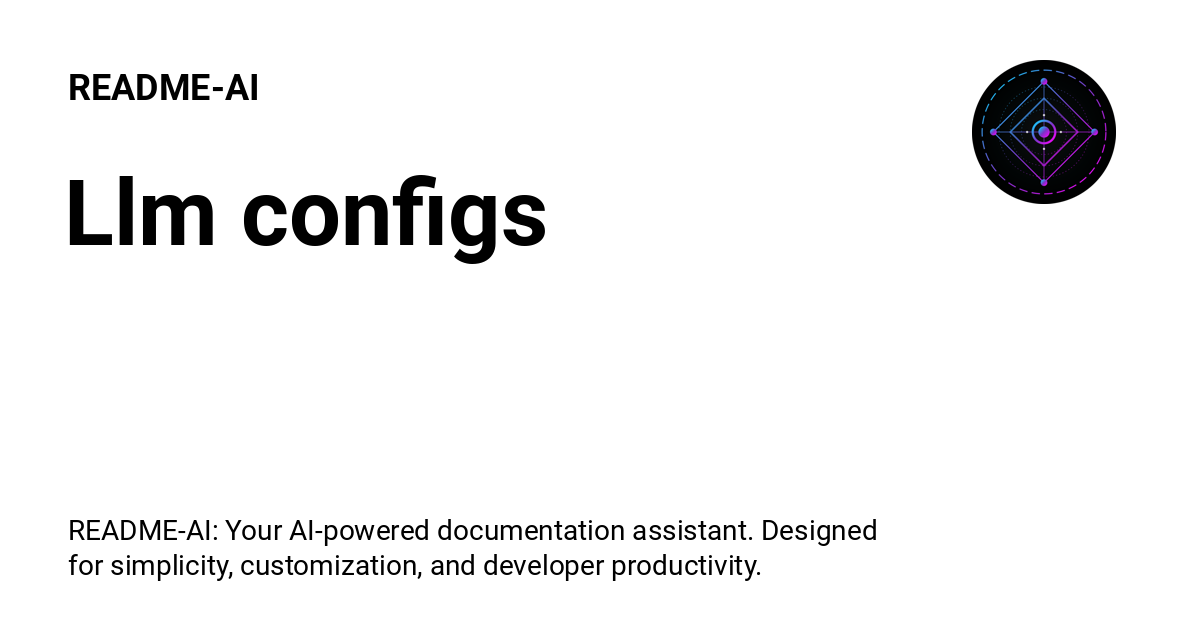 README-AI
Llm configs
README-AI: Your AI-powered documentation assistant. Designed
for simplicity, customization, and developer productivity.